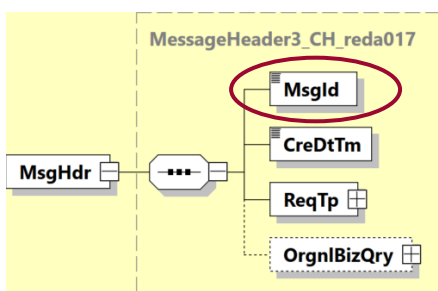 MessageHeader3_CH_reda017
MsgId
CreDtTm
MsgHdr
ReqTp
OrgnlBizQry